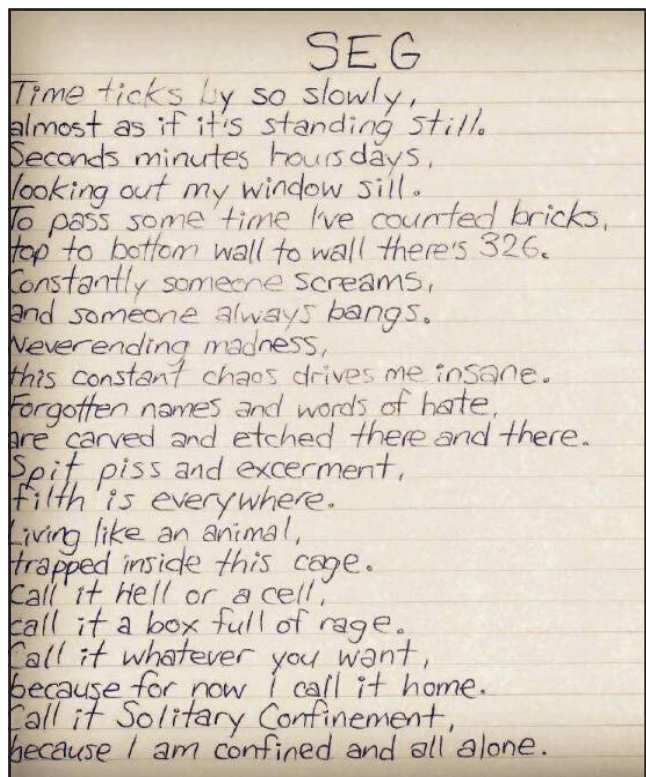 SEG
Time ticks by so slowly,
almost as if it's standing still.
Seconds minutes hours days,
looking out my window sill.
To pass some time I've counted bricks,
top to bottom wall to wall there's 326.
Constantly someone screams,
and someone always bangs.
Neverending madness,
this constant chaos drives me insane.
Forgotten names and words of hate,
are carved and etched there and there.
Spit piss and excerment,
filth is everywhere.
Living like an animal,
trapped inside this cage.
Call it Hell or a cell,
call it a box full of rage.
Call it whatever you want,
because for now I call it home.
Call it Solitary Confinement,
because I am confined and all alone.